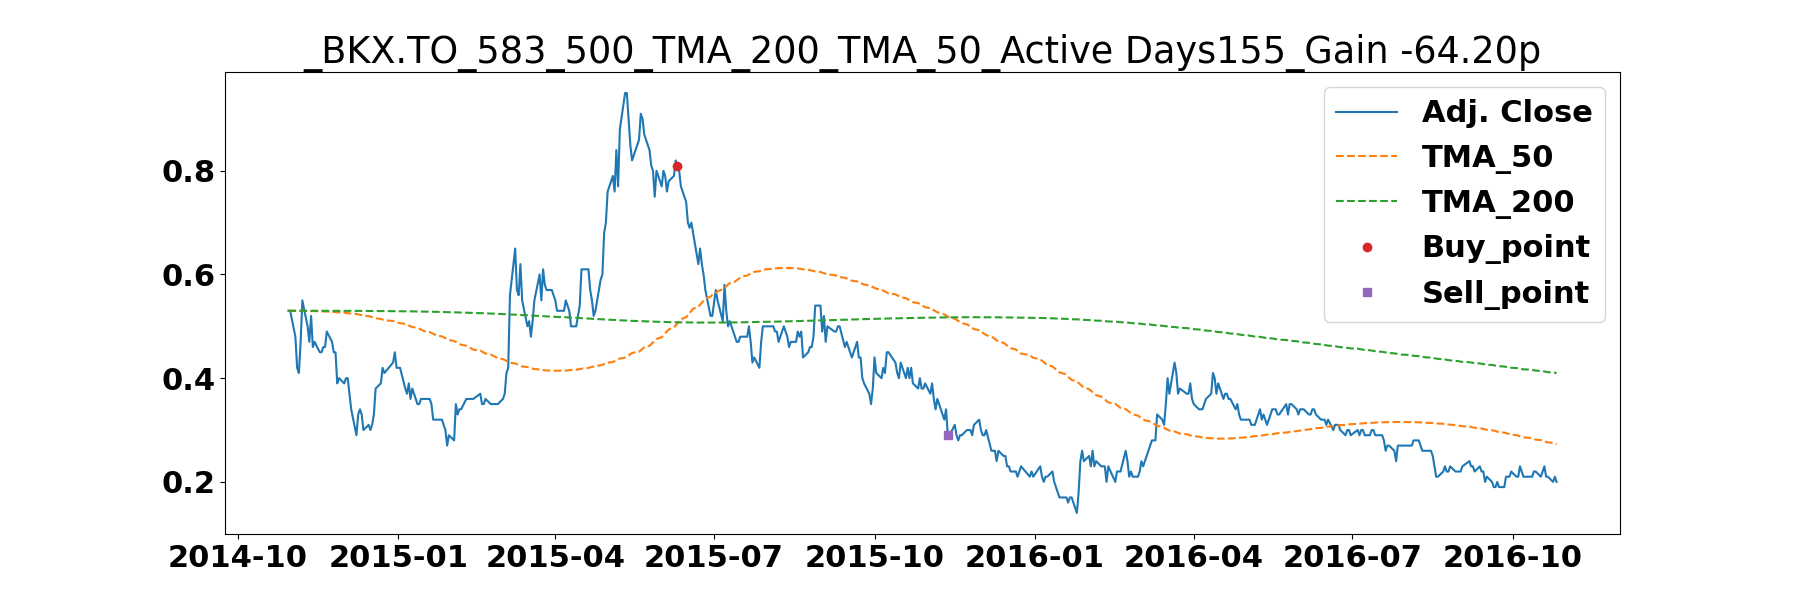 _BKX.TO_583_500_TMA_200_TMA_50_Active Days155_Gain -64.20p
Adj. Close
TMA_50
TMA_200
Buy_point
Sell_point
0.8
0.6
0.4
0.2
2014-10 2015-01 2015-04 2015-07 2015-10 2016-01 2016-04 2016-07 2016-10